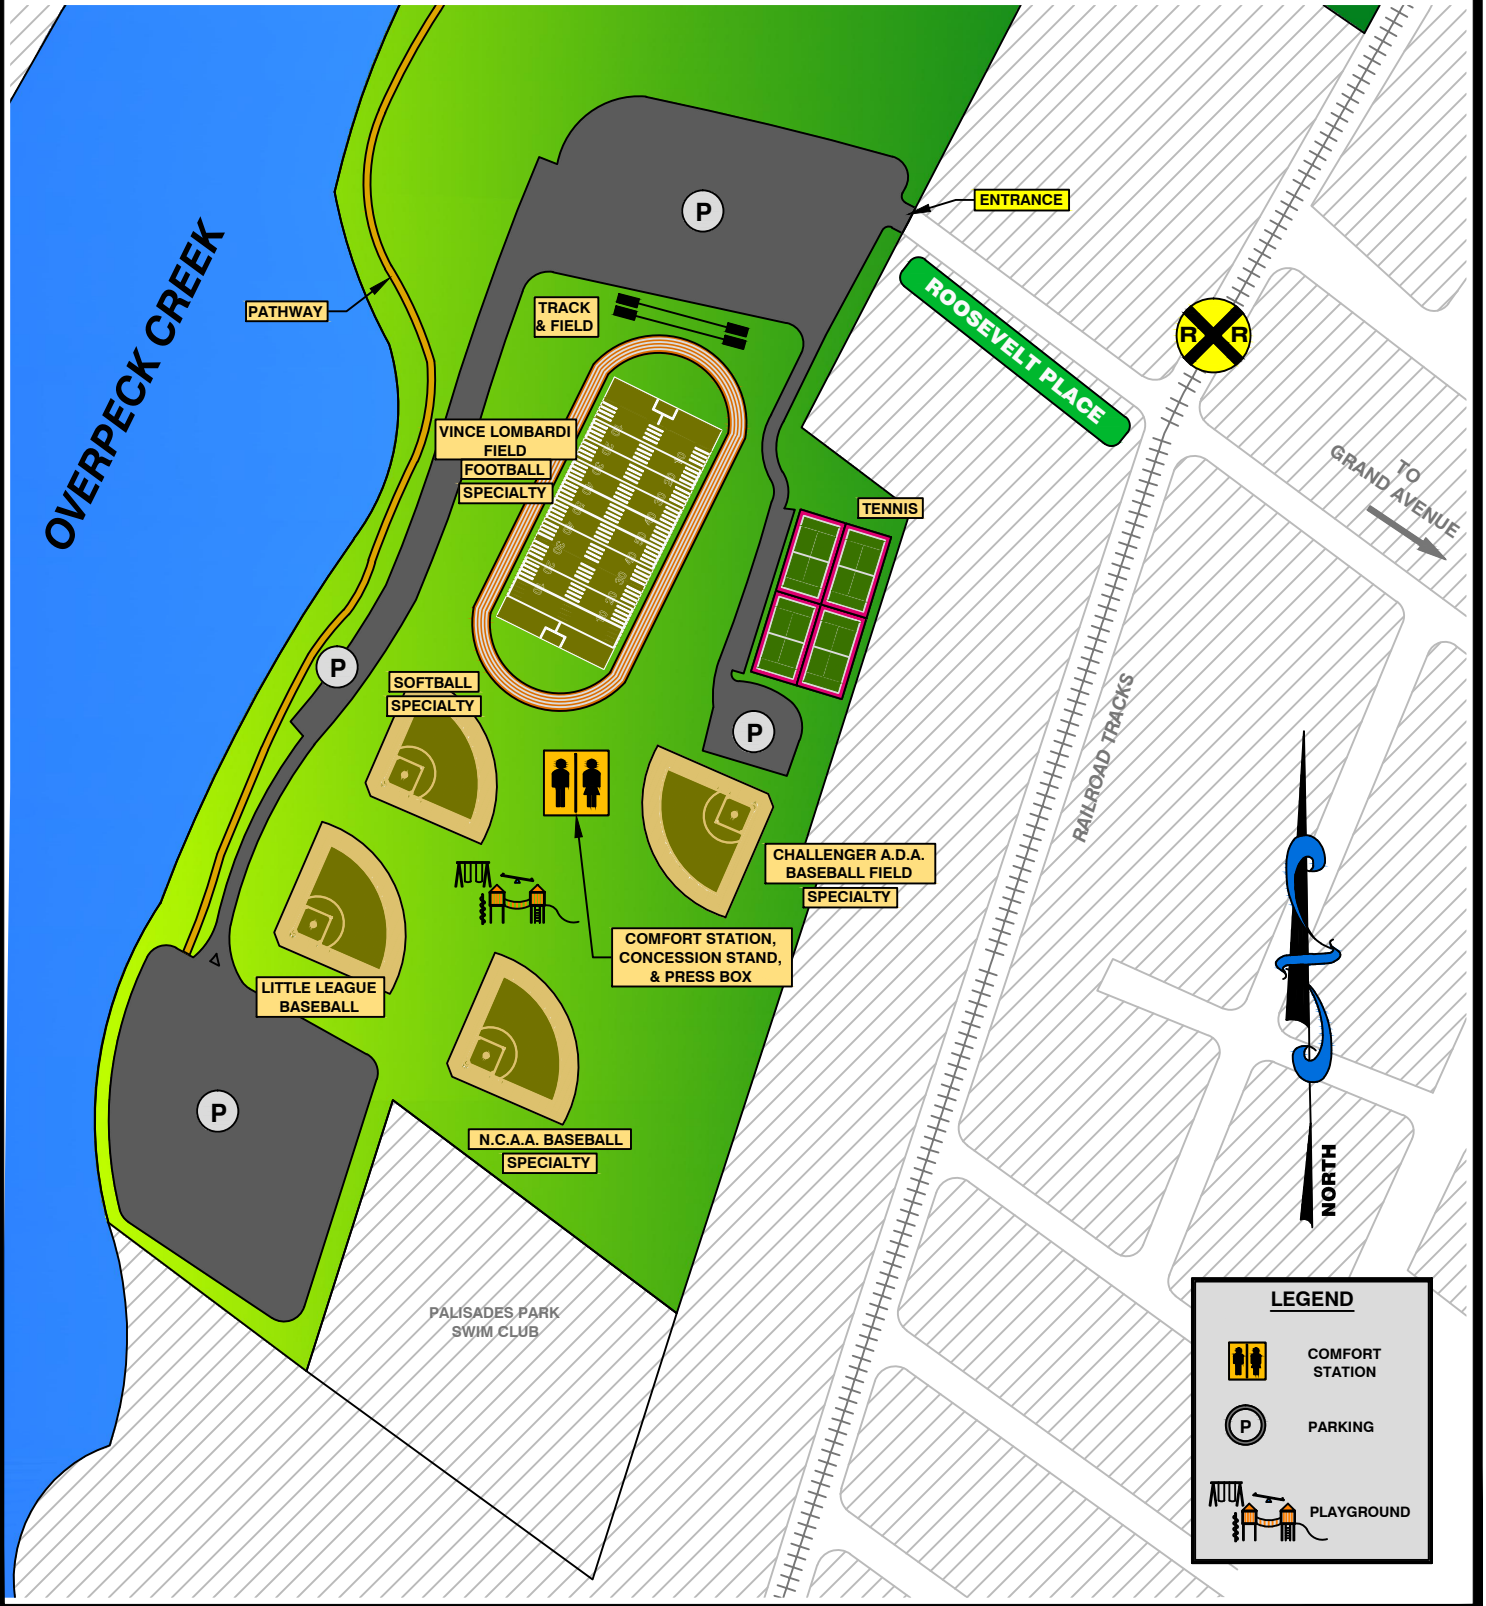 P
ENTRANCE
OVERPECK CREEK
PATHWAY
TRACK
& FIELD
ROOSEVELT PLACE
R R
VINCE LOMBARDI
FIELD
FOOTBALL
SPECIALTY
TO
GRAND AVENUE
TENNIS
P
SOFTBALL
SPECIALTY
P
RAILROAD TRACKS
CHALLENGER A.D.A.
BASEBALL FIELD
SPECIALTY
COMFORT STATION,
CONCESSION STAND,
& PRESS BOX
LITTLE LEAGUE
BASEBALL
P
N.C.A.A. BASEBALL
SPECIALTY
NORTH
PALISADES PARK
SWIM CLUB
LEGEND
COMFORT
STATION
P
PARKING
PLAYGROUND